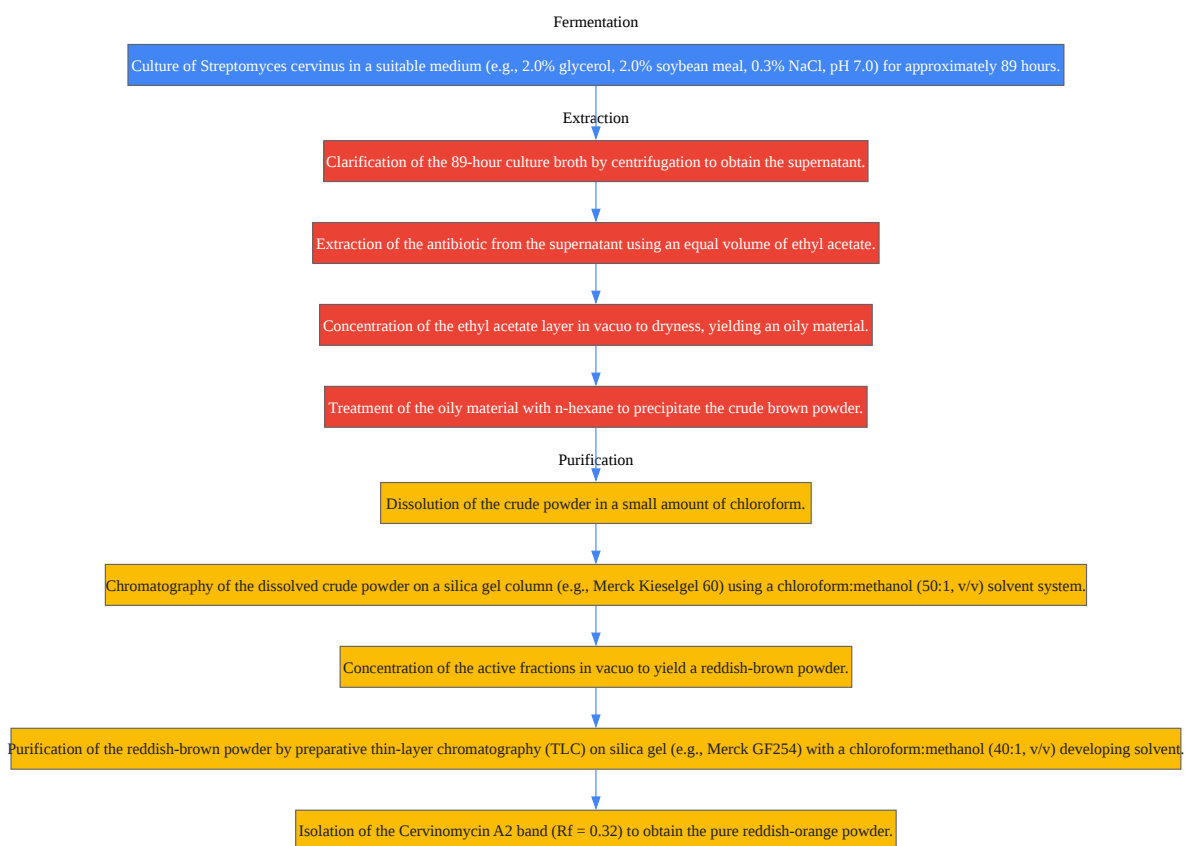 Fermentation
Culture of Streptomyces cervinus in a suitable medium (e.g., 2.0% glycerol, 2.0% soybean meal, 0.3% NaCl, pH 7.0) for approximately 89 hours.
Extraction
Clarification of the 89-hour culture broth by centrifugation to obtain the supernatant.
Extraction of the antibiotic from the supernatant using an equal volume of ethyl acetate.
Concentration of the ethyl acetate layer in vacuo to dryness, yielding an oily material.
Treatment of the oily material with n-hexane to precipitate the crude brown powder.
Purification
Dissolution of the crude powder in a small amount of chloroform.
Chromatography of the dissolved crude powder on a silica gel column (e.g., Merck Kieselgel 60) using a chloroform:methanol (50:1, v/v) solvent system.
Concentration of the active fractions in vacuo to yield a reddish-brown powder.
Purification of the reddish-brown powder by preparative thin-layer chromatography (TLC) on silica gel (e.g., Merck GF254) with a chloroform:methanol (40:1, v/v) developing solvent.
Isolation of the Cervinomycin A2 band (Rf = 0.32) to obtain the pure reddish-orange powder.